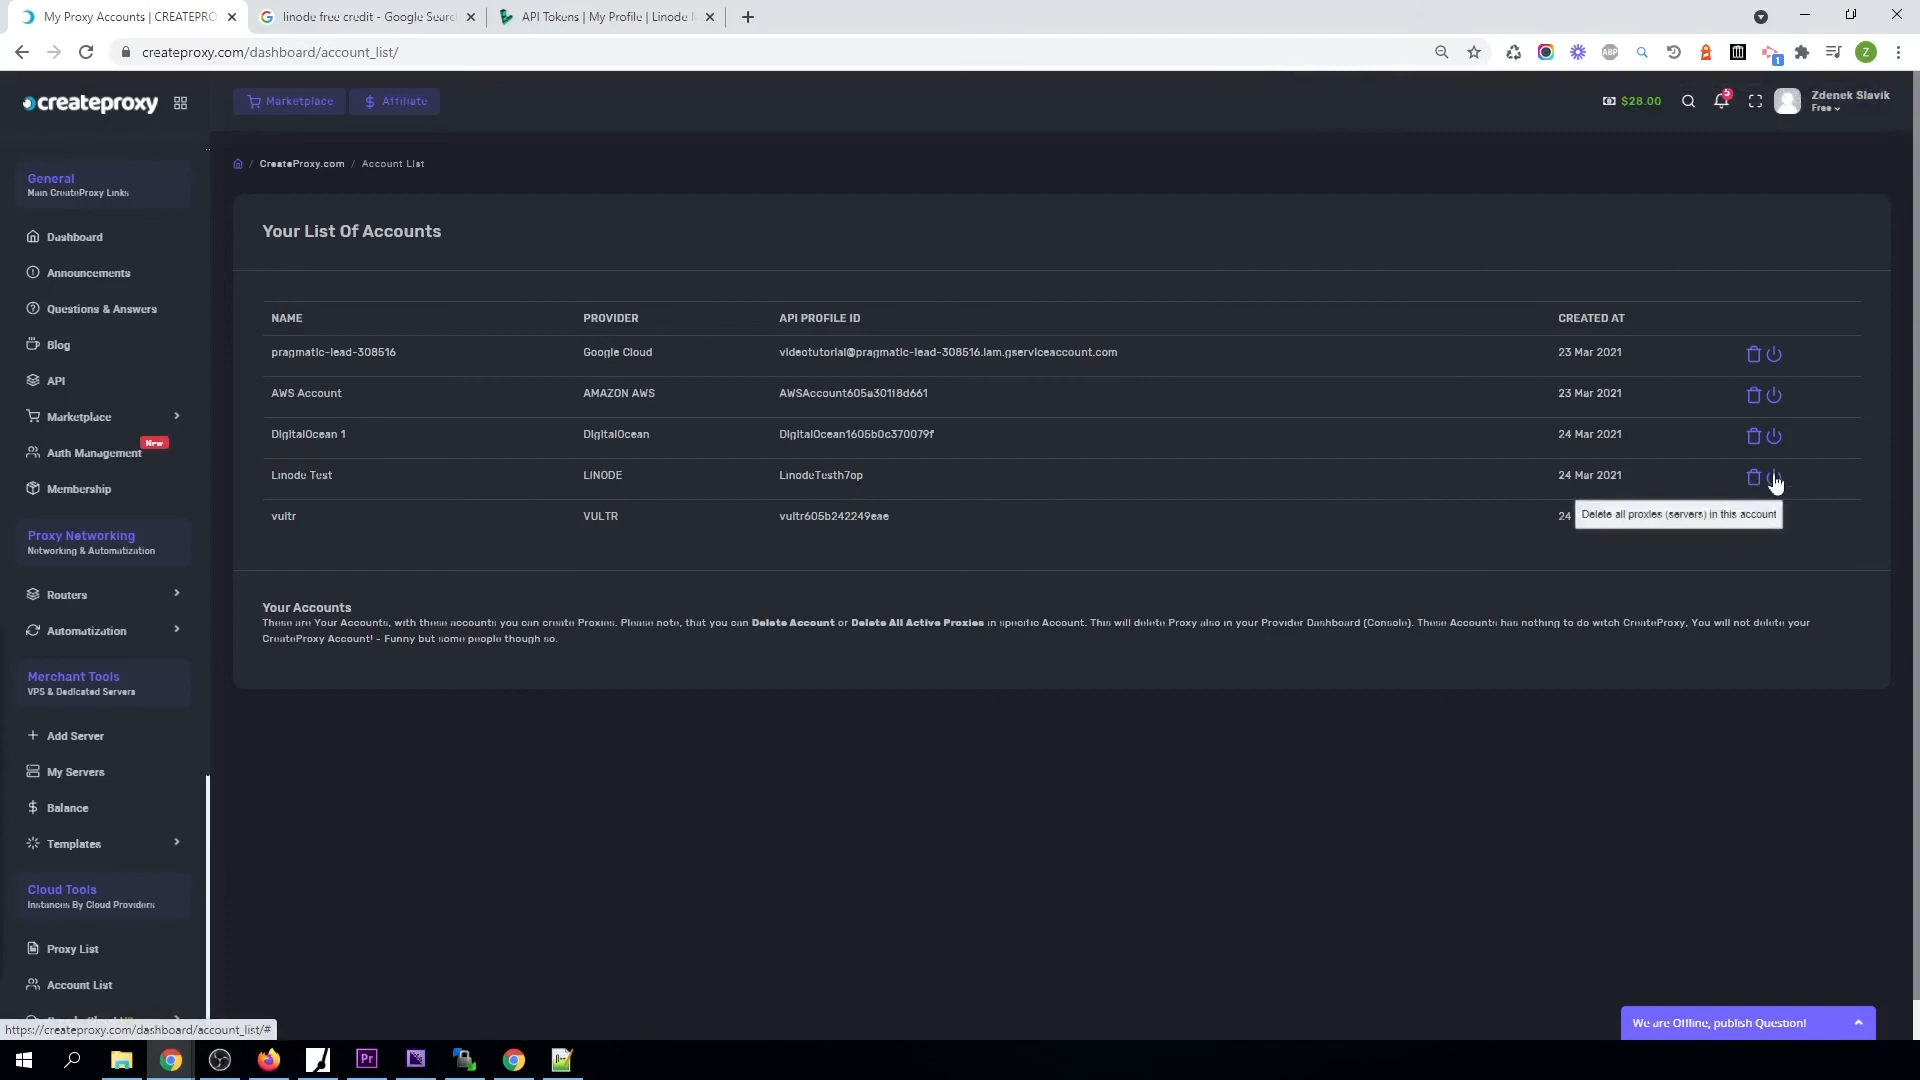 My Proxy Accounts | CREATEPRO
linode free credit - Google Searc
API Tokens | My Profile | Linode
createproxy.com/dashboard/account_list/
ABP
1
Z
createproxy
Marketplace
Affiliate
$28.00
5
Zdenek Slavik
Free
/ CreateProxy.com / Account List
General
Main CreateProxy Links
Dashboard
Announcements
Questions & Answers
Blog
API
Marketplace
New
Auth Management
Membership
Proxy Networking
Networking & Automatization
Routers
Automatization
Merchant Tools
VPS & Dedicated Servers
Add Server
My Servers
Balance
Templates
Cloud Tools
Instances By Cloud Providers
Proxy List
Account List
Your List Of Accounts
NAME PROVIDER API PROFILE ID CREATED AT
pragmatic-lead-308516 Google Cloud videotutorial@pragmatic-lead-308516.iam.gserviceaccount.com 23 Mar 2021
AWS Account AMAZON AWS AWSAccount605a301f8d661 23 Mar 2021
DigitalOcean 1 DigitalOcean DigitalOcean1605b0c370079f 24 Mar 2021
Linode Test LINODE LinodeTesth7op 24 Mar 2021
vultr VULTR vultr605b242249eae 24
Delete all proxies (servers) in this account
Your Accounts
These are Your Accounts, with these accounts you can create Proxies. Please note, that you can Delete Account or Delete All Active Proxies in specific Account. This will delete Proxy also in your Provider Dashboard (Console). These Accounts has nothing to do witch CreateProxy, You will not delete your
CreateProxy Account! - Funny but some people though so.
We are Offline, publish Question!
https://createproxy.com/dashboard/account_list/#
Pr